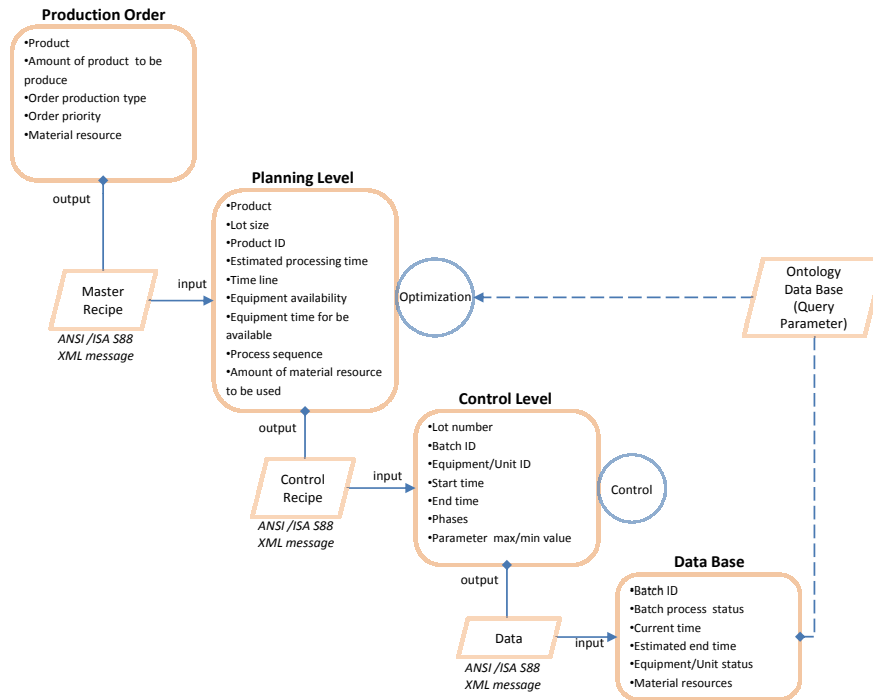 Production Order
•Product
•Amount of product to be
produce
•Order production type
•Order priority
•Material resource
output
Master
Recipe
ANSI /ISA S88
XML message
input
Planning Level
•Product
•Lot size
•Product ID
•Estimated processing time
•Time line
•Equipment availability
•Equipment time for be
available
•Process sequence
•Amount of material resource
to be used
Optimization
Ontology
Data Base
(Query
Parameter)
output
Control
Recipe
ANSI /ISA S88
XML message
input
Control Level
•Lot number
•Batch ID
•Equipment/Unit ID
•Start time
•End time
•Phases
•Parameter max/min value
Control
output
Data
ANSI /ISA S88
XML message
input
Data Base
•Batch ID
•Batch process status
•Current time
•Estimated end time
•Equipment/Unit status
•Material resources